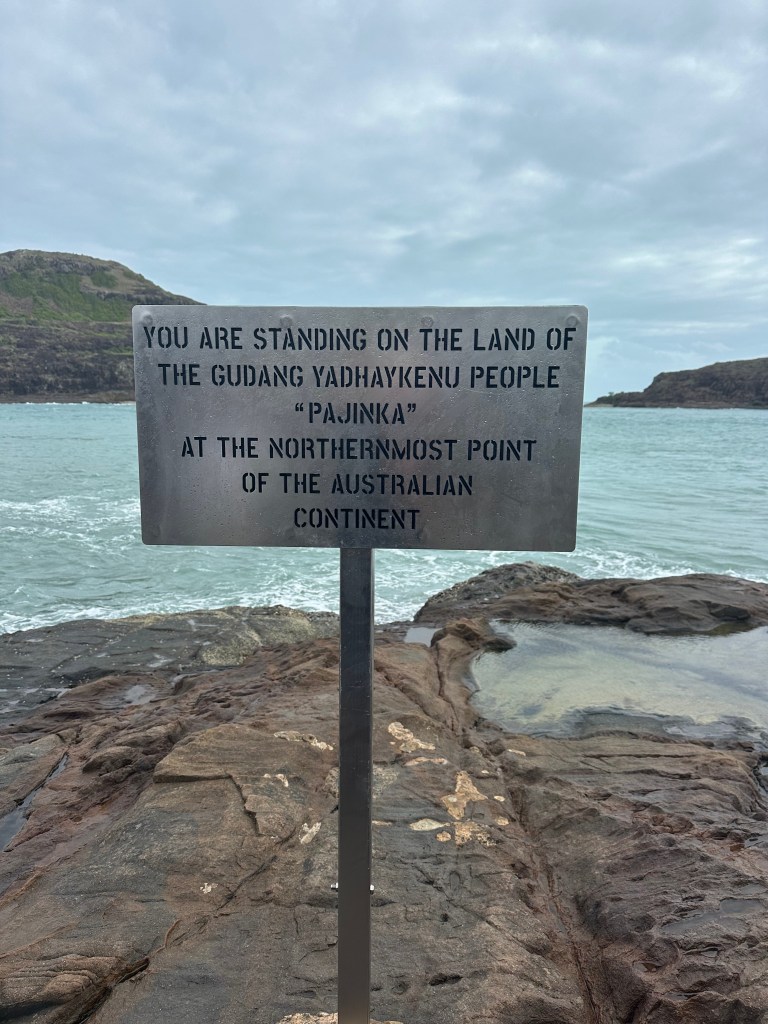 YOU ARE STANDING ON THE LAND OF
THE GUDANG YADHAYKENU PEOPLE
“PAJINKA”
AT THE NORTHERNMOST POINT
OF THE AUSTRALIAN
CONTINENT